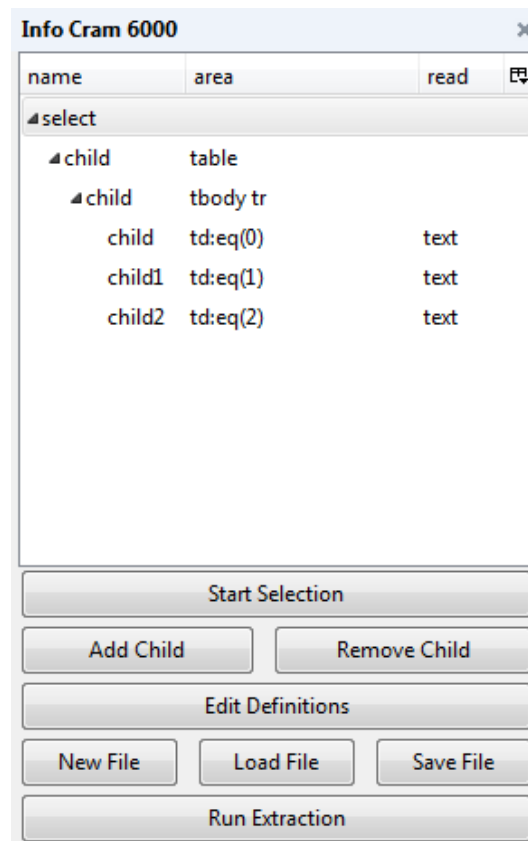 Info Cram 6000
name area read
select
child table
child tbody tr
child td:eq(0) text
child1 td:eq(1) text
child2 td:eq(2) text
Start Selection
Add Child Remove Child
Edit Definitions
New File Load File Save File
Run Extraction